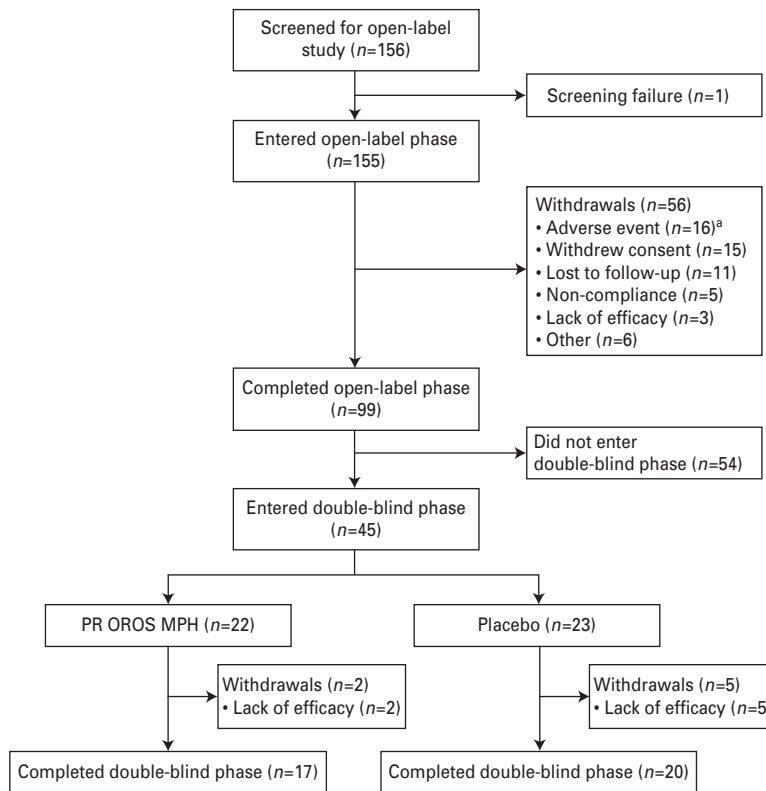 Screened for open-label
study (n=156)
Screening failure (n=1)
Entered open-label phase
(n=155)
Withdrawals (n=56)
• Adverse event (n=16)ᵃ
• Withdrew consent (n=15)
• Lost to follow-up (n=11)
• Non-compliance (n=5)
• Lack of efficacy (n=3)
• Other (n=6)
Completed open-label phase
(n=99)
Did not enter
double-blind phase (n=54)
Entered double-blind phase
(n=45)
PR OROS MPH (n=22)
Placebo (n=23)
Withdrawals (n=2)
• Lack of efficacy (n=2)
Withdrawals (n=5)
• Lack of efficacy (n=5
Completed double-blind phase (n=17)
Completed double-blind phase (n=20)